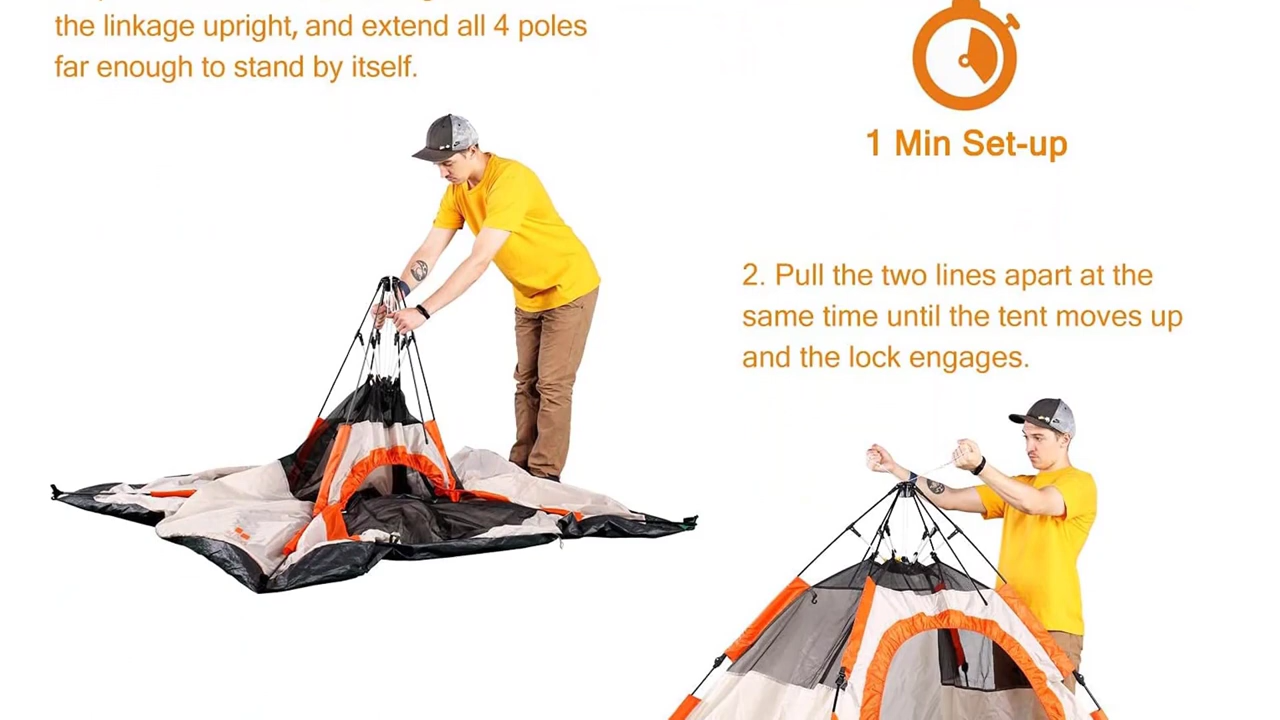 the linkage upright, and extend all 4 poles
far enough to stand by itself.
1 Min Set-up
2. Pull the two lines apart at the
same time until the tent moves up
and the lock engages.